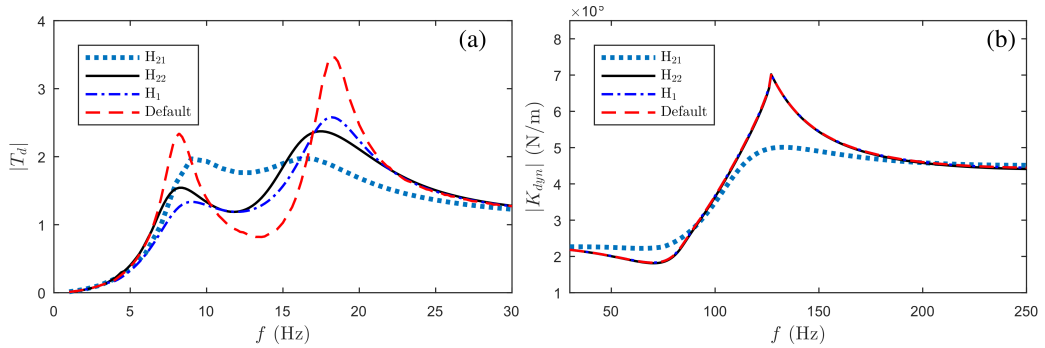 (a)
H21
H22
H1
Default
|Td|
4
3
2
1
0
0 5 10 15 20 25 30
f (Hz)
×10⁵
(b)
H21
H22
H1
Default
|Kdyn| (N/m)
8
7
6
5
4
3
2
1
50 100 150 200 250
f (Hz)